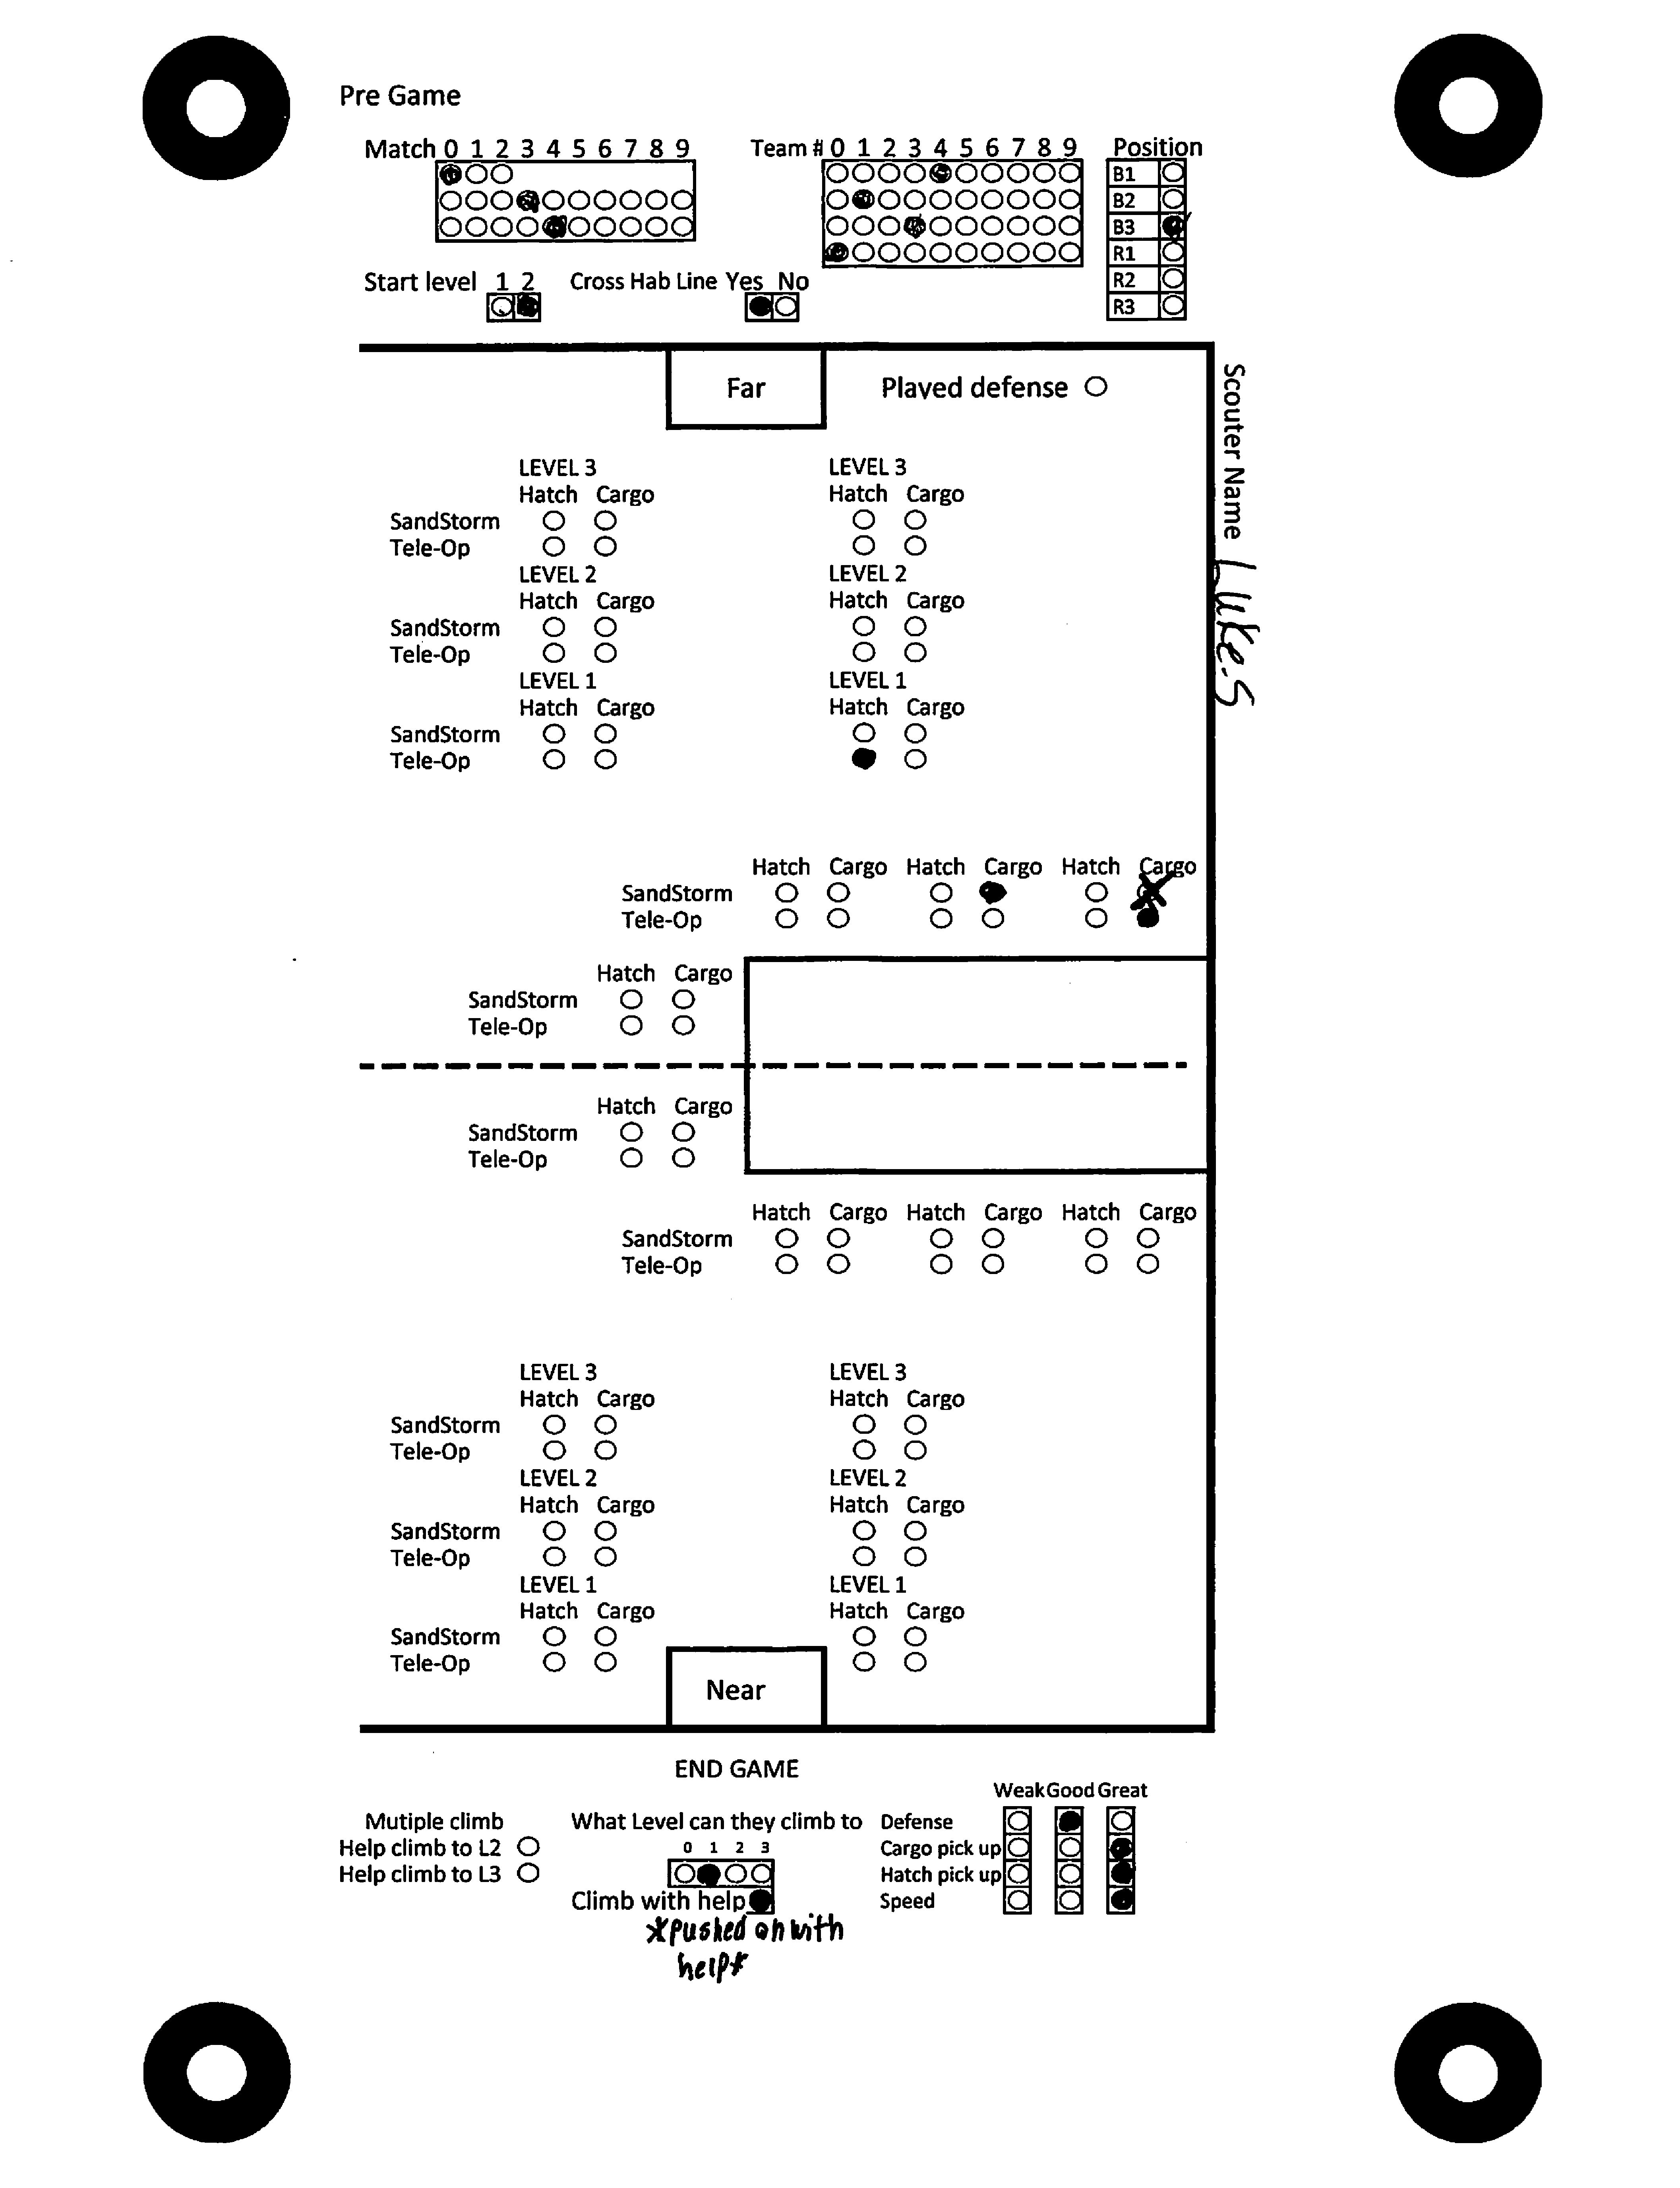 Pre Game
Match 0 1 2 3 4 5 6 7 8 9
Team # 0 1 2 3 4 5 6 7 8 9
Position
B1
B2
B3
R1
R2
R3
Start level 1 2
Cross Hab Line Yes No
Far
Played defense
Scouter Name Luke.S
LEVEL 3 LEVEL 3
Hatch Cargo Hatch Cargo
SandStorm
Tele-Op
LEVEL 2 LEVEL 2
Hatch Cargo Hatch Cargo
SandStorm
Tele-Op
LEVEL 1 LEVEL 1
Hatch Cargo Hatch Cargo
SandStorm
Tele-Op
Hatch Cargo Hatch Cargo Hatch Cargo
SandStorm
Tele-Op
Hatch Cargo
SandStorm
Tele-Op
Hatch Cargo
SandStorm
Tele-Op
Hatch Cargo Hatch Cargo Hatch Cargo
SandStorm
Tele-Op
LEVEL 3 LEVEL 3
Hatch Cargo Hatch Cargo
SandStorm
Tele-Op
LEVEL 2 LEVEL 2
Hatch Cargo Hatch Cargo
SandStorm
Tele-Op
LEVEL 1 LEVEL 1
Hatch Cargo Hatch Cargo
SandStorm
Tele-Op
Near
END GAME
Mutiple climb
Help climb to L2
Help climb to L3
What Level can they climb to
0 1 2 3
Climb with help
*pushed on with
help*
Weak Good Great
Defense
Cargo pick up
Hatch pick up
Speed